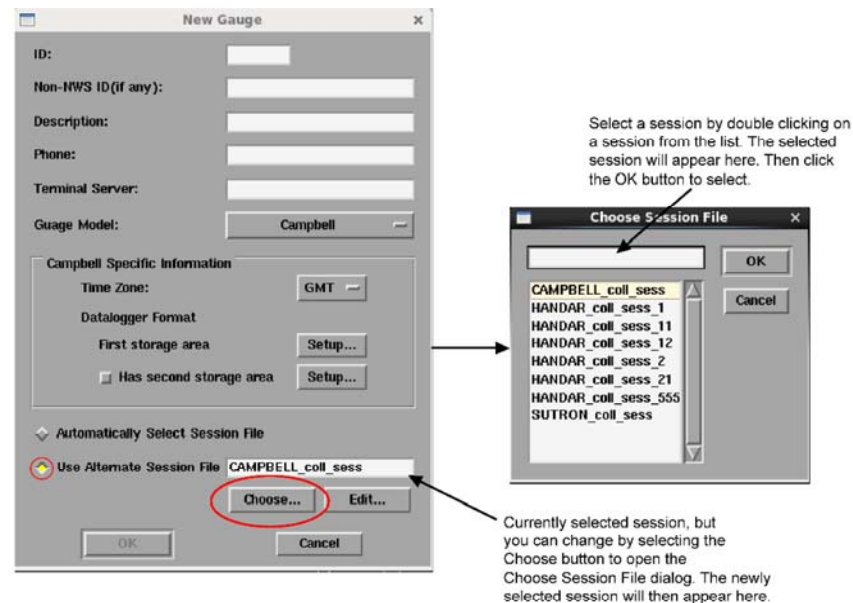 New Gauge
ID:
Non-NWS ID(if any):
Description:
Phone:
Terminal Server:
Guage Model:
Campbell
Campbell Specific Information
Time Zone:
GMT
Datalogger Format
First storage area
Setup...
Has second storage area
Setup...
Automatically Select Session File
Use Alternate Session File
CAMPBELL_coll_sess
Choose...
Edit...
OK
Cancel
Select a session by double clicking on
a session from the list. The selected
session will appear here. Then click
the OK button to select.
Choose Session File
OK
Cancel
CAMPBELL_coll_sess
HANDAR_coll_sess_1
HANDAR_coll_sess_11
HANDAR_coll_sess_12
HANDAR_coll_sess_2
HANDAR_coll_sess_21
HANDAR_coll_sess_555
SUTRON_coll_sess
Currently selected session, but
you can change by selecting the
Choose button to open the
Choose Session File dialog. The newly
selected session will then appear here.